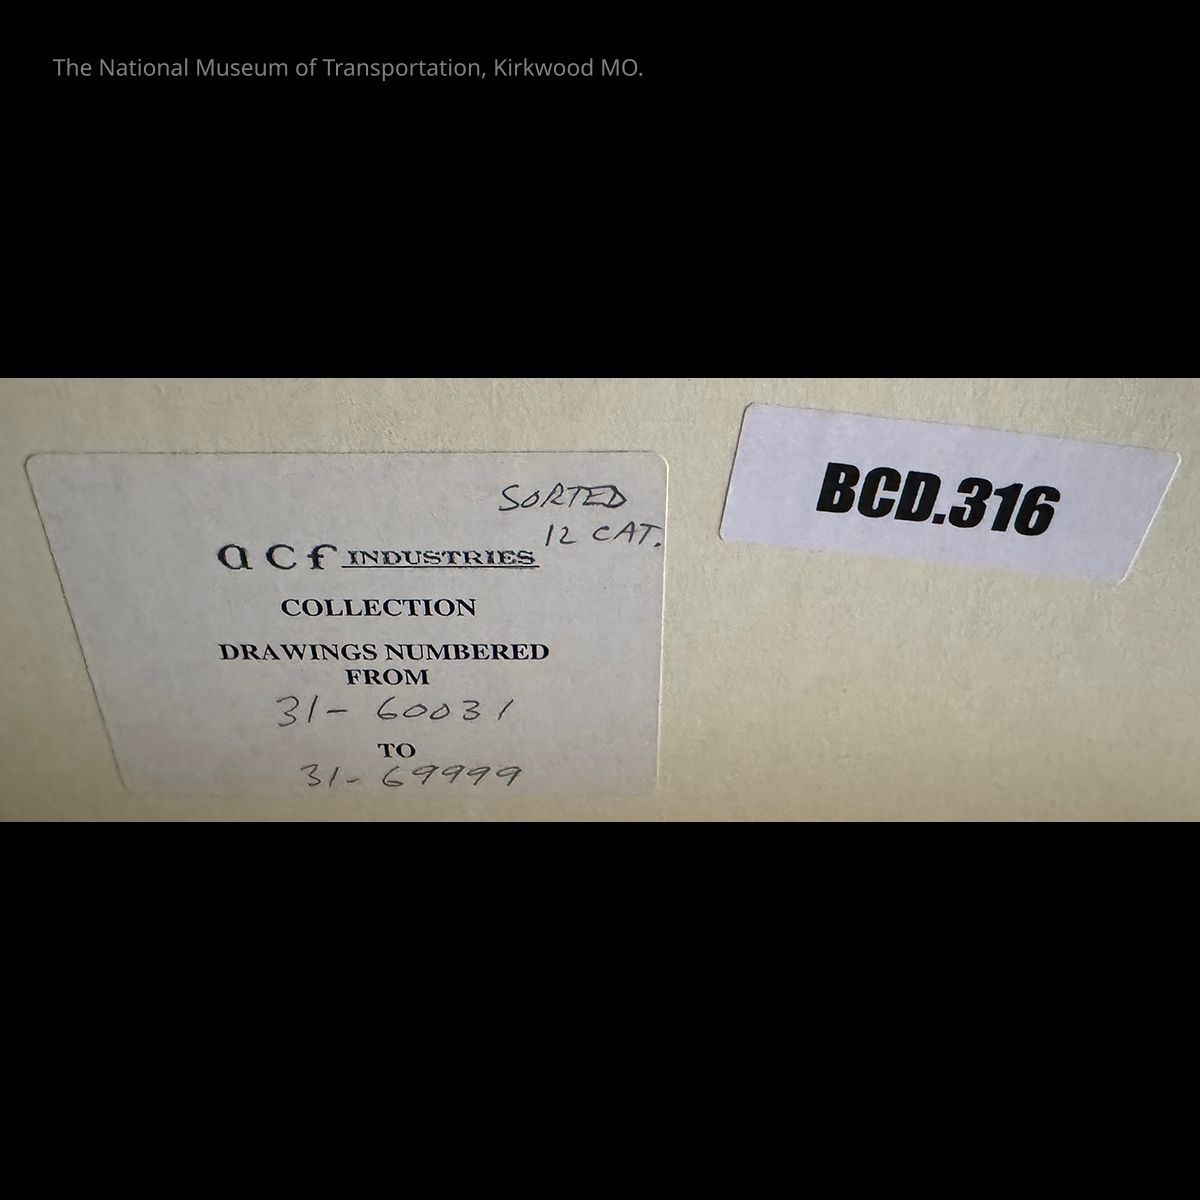 The National Museum of Transportation, Kirkwood MO.
SORTED
12 CAT.
acf INDUSTRIES
COLLECTION
DRAWINGS NUMBERED
FROM
31- 60031
TO
31- 69999
BCD.316